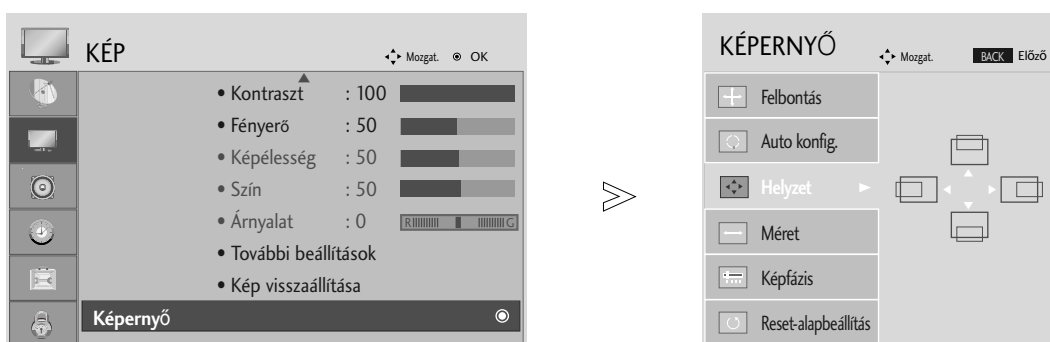 KÉP
Mozgat. OK
• Kontraszt : 100
• Fényerő : 50
• Képélesség : 50
• Szín : 50
• Árnyalat : 0 R G
• További beállítások
• Kép visszaállítása
Képernyő
KÉPERNYŐ
Mozgat. BACK Előző
Felbontás
Auto konfig.
Helyzet
Méret
Képfázis
Reset-alapbeállítás